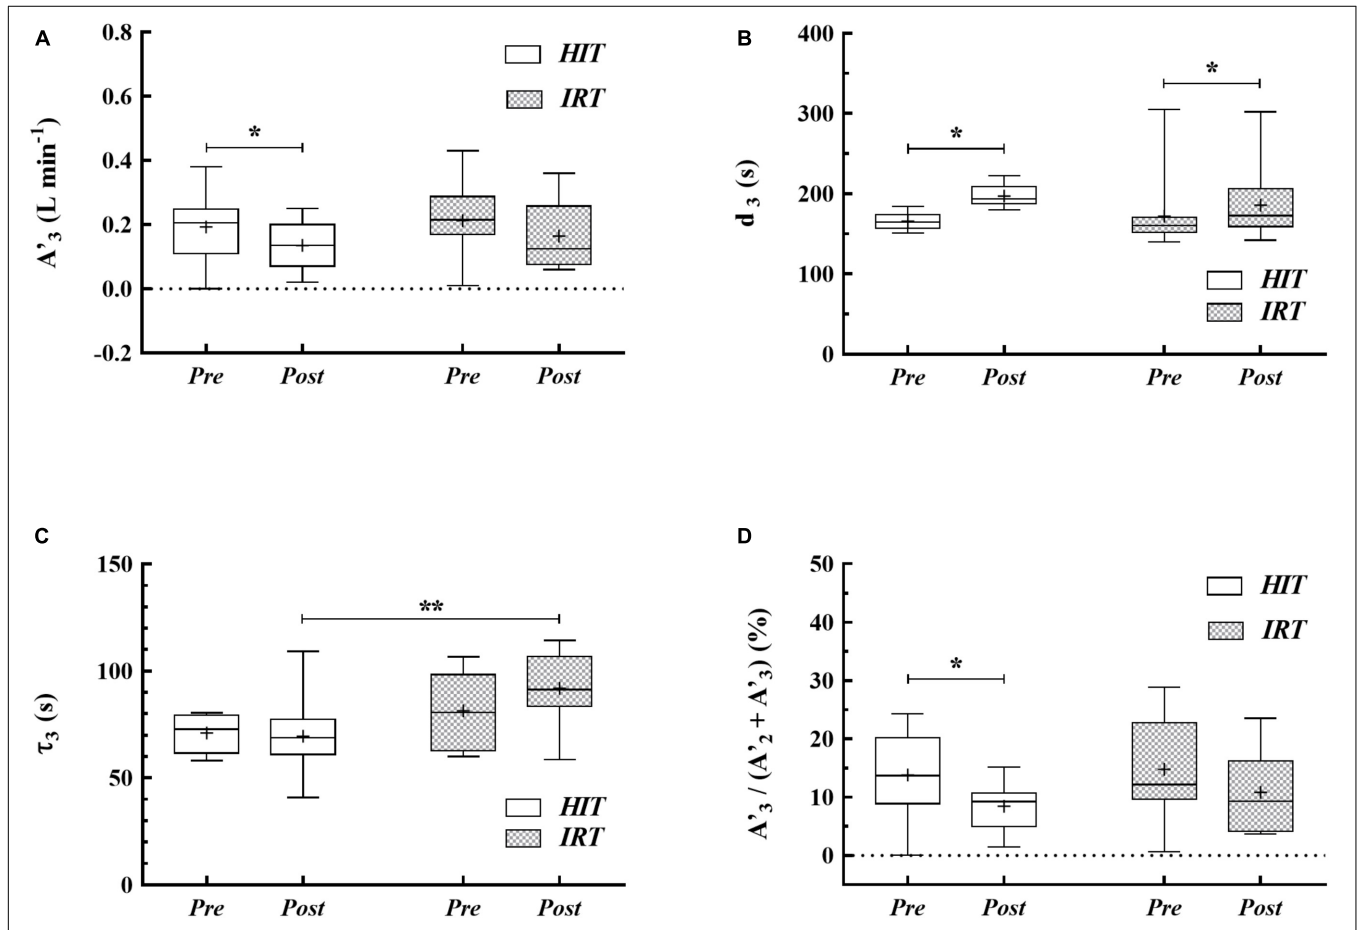 A
A'3 (L min-1)
0.8
0.6
0.4
0.2
0.0
-0.2
*
HIT
IRT
Pre Post Pre Post
B
d 3 (s)
400
300
200
100
0
*
*
HIT
IRT
Pre Post Pre Post
C
τ3 (s)
150
100
50
0
**
HIT
IRT
Pre Post Pre Post
D
A'3 / (A'2 + A'3) (%)
50
40
30
20
10
0
*
HIT
IRT
Pre Post Pre Post